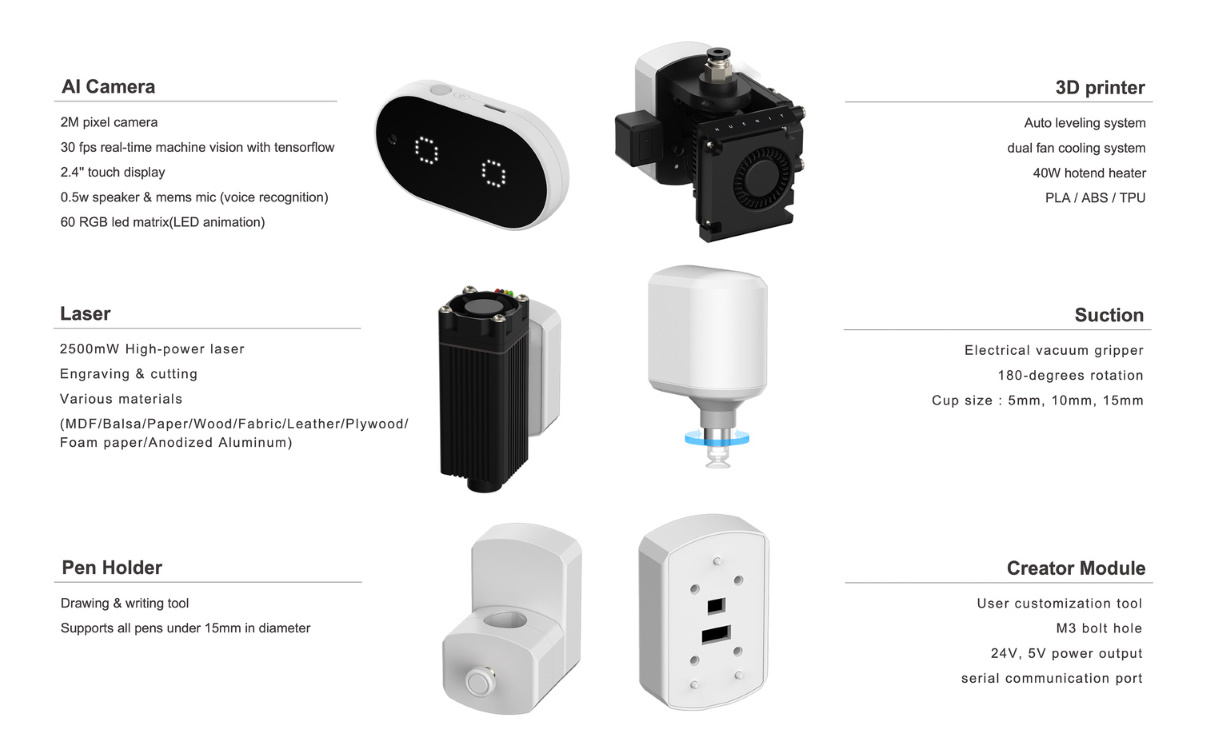 AI Camera
2M pixel camera
30 fps real-time machine vision with tensorflow
2.4" touch display
0.5w speaker & mems mic (voice recognition)
60 RGB led matrix(LED animation)
3D printer
Auto leveling system
dual fan cooling system
40W hotend heater
PLA / ABS / TPU
HUENIT
Laser
2500mW High-power laser
Engraving & cutting
Various materials
(MDF/Balsa/Paper/Wood/Fabric/Leather/Plywood/
Foam paper/Anodized Aluminum)
Suction
Electrical vacuum gripper
180-degrees rotation
Cup size : 5mm, 10mm, 15mm
Pen Holder
Drawing & writing tool
Supports all pens under 15mm in diameter
Creator Module
User customization tool
M3 bolt hole
24V, 5V power output
serial communication port